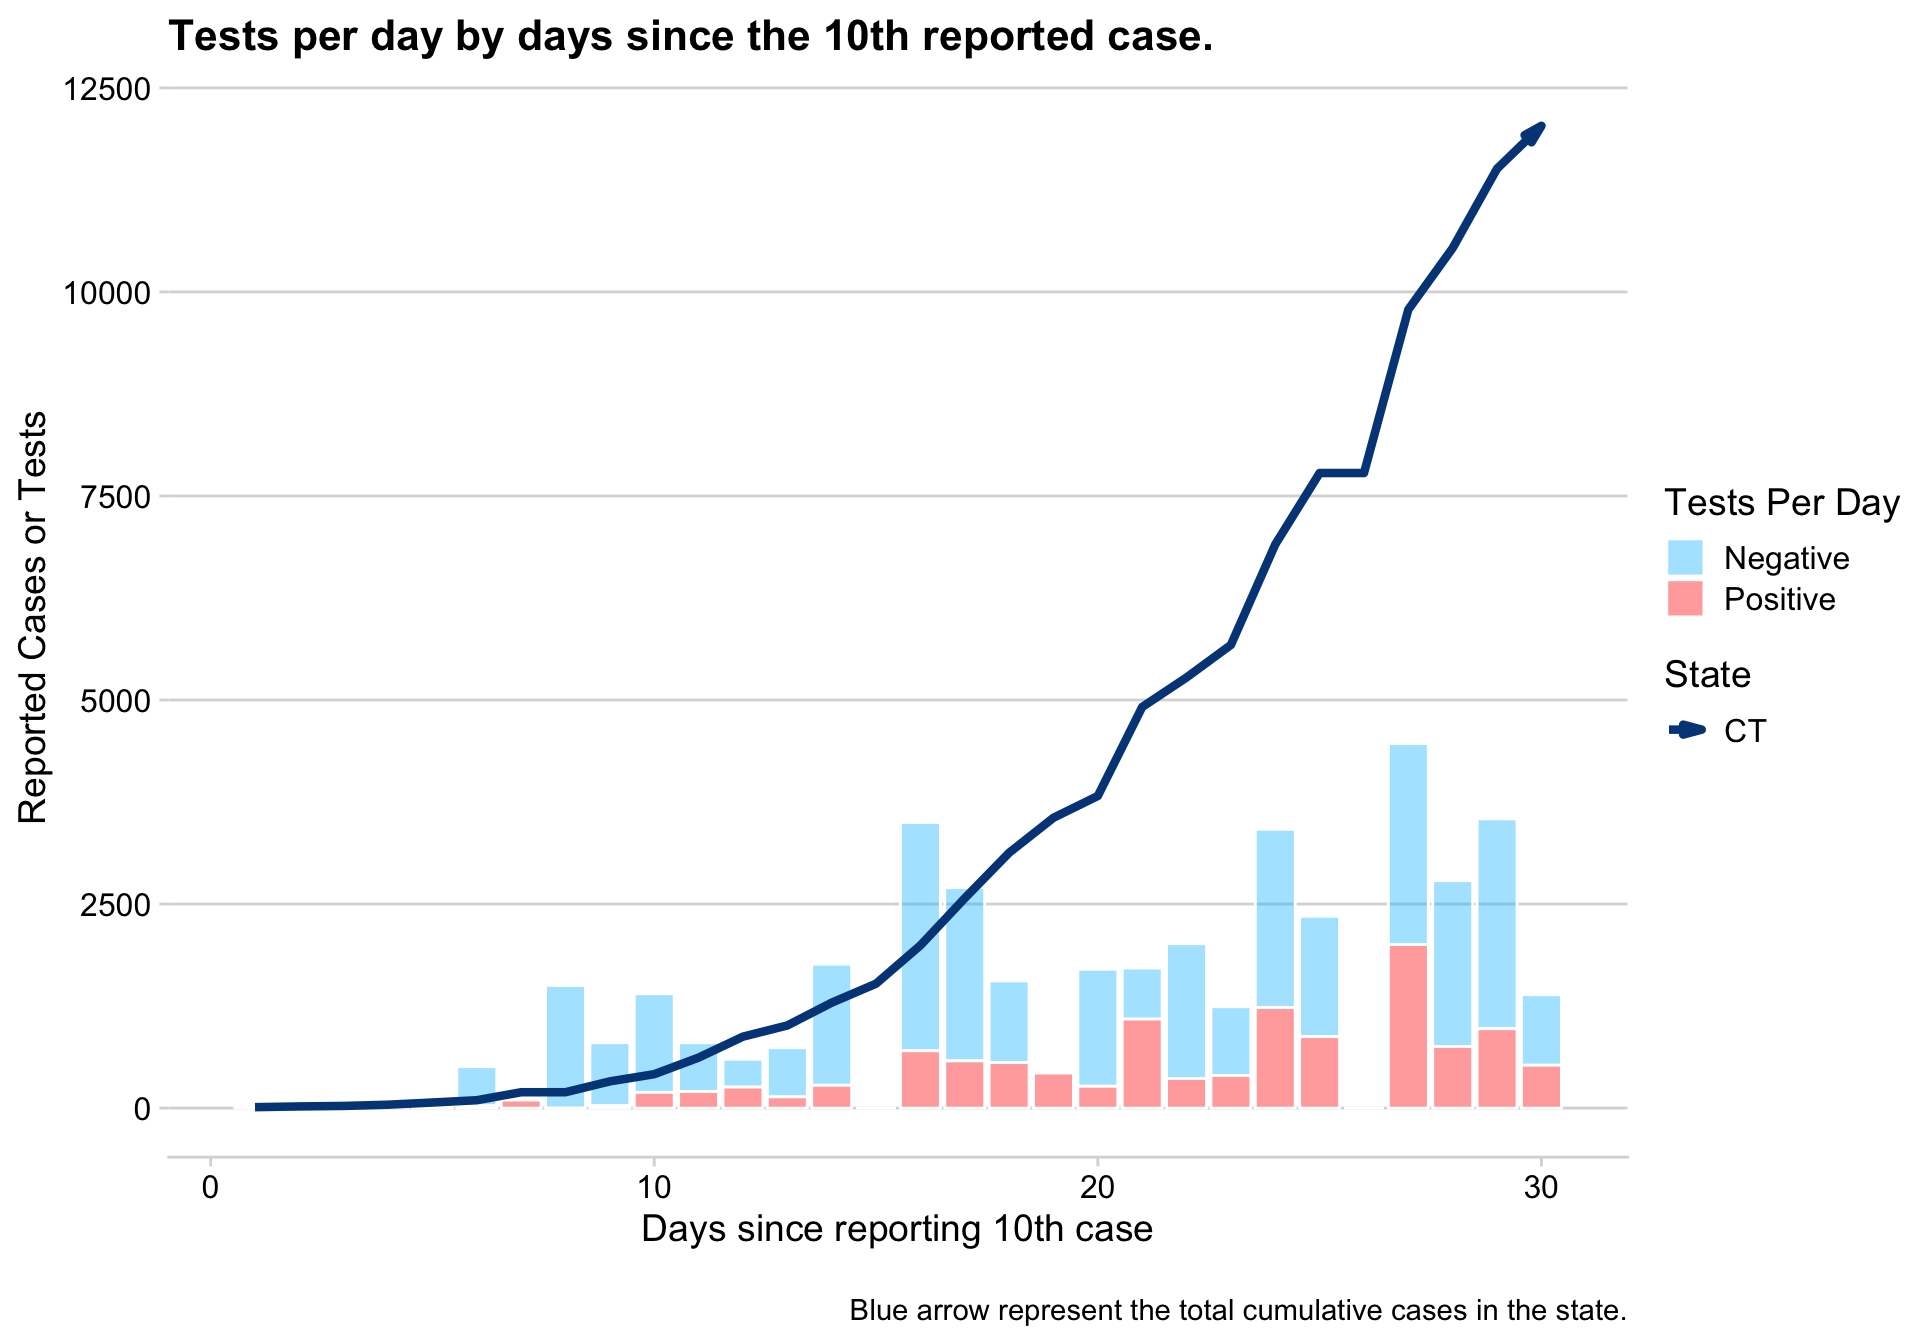 Tests per day by days since the 10th reported case.
12500
10000
7500
5000
2500
0
Reported Cases or Tests
0 10 20 30
Days since reporting 10th case
Tests Per Day
Negative
Positive
State
CT
Blue arrow represent the total cumulative cases in the state.